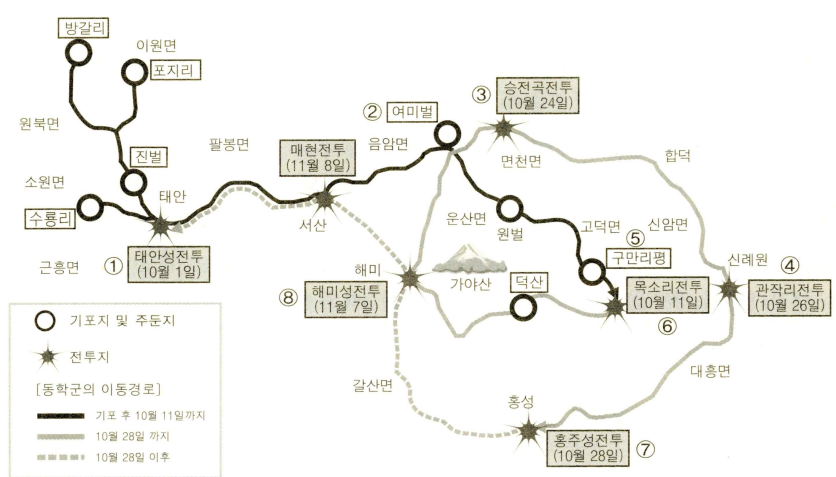 방갈리
이원면
포지리
원북면
진벌
소원면
태안
수룡리
근흥면
① 태안성전투
(10월 1일)
팔봉면
매현전투
(11월 8일)
서산
② 여미벌
음암면
③ 승전곡전투
(10월 24일)
면천면
합덕
운산면
원벌
고덕면
신암면
⑤
구만리평
신례원
④
관작리전투
(10월 26일)
해미
⑧ 해미성전투
(11월 7일)
가야산
덕산
목소리전투
(10월 11일)
⑥
대흥면
갈산면
홍성
홍주성전투
(10월 28일)
⑦
기포지 및 주둔지
전투지
[동학군의 이동경로]
기포 후 10월 11일까지
10월 28일 까지
10월 28일 이후